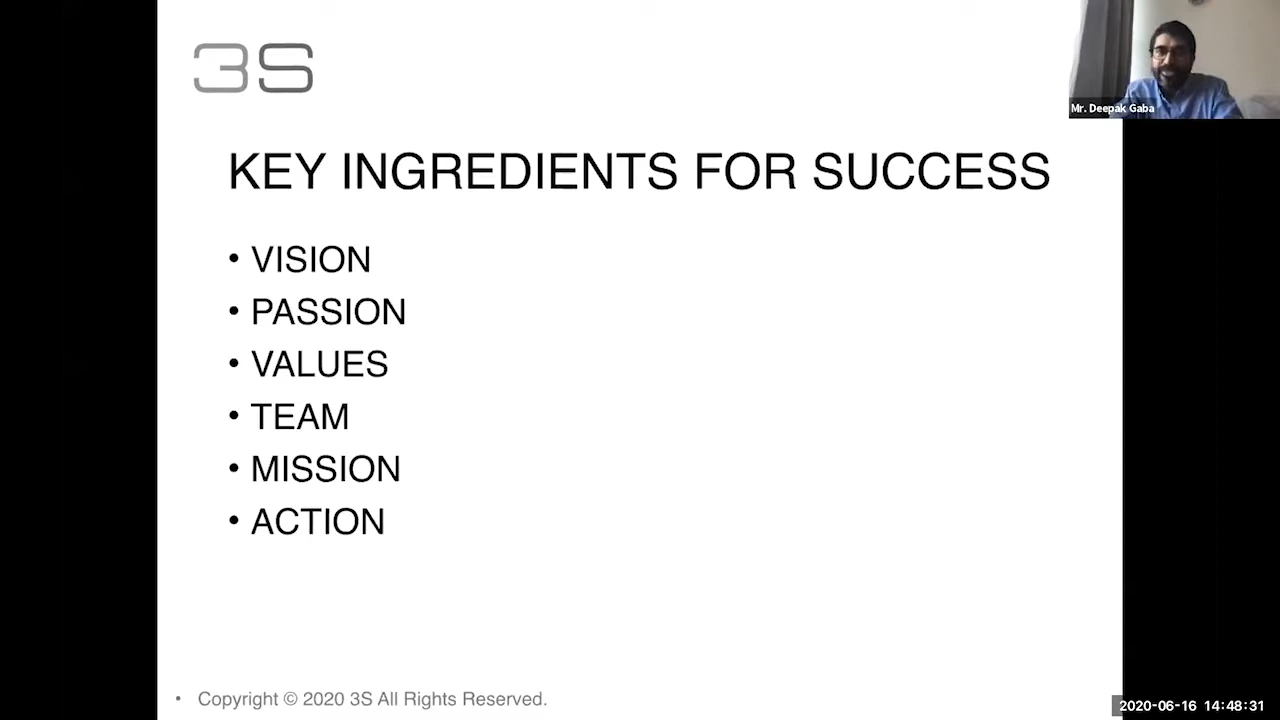 3S
Mr. Deepak Gaba
KEY INGREDIENTS FOR SUCCESS
• VISION
• PASSION
• VALUES
• TEAM
• MISSION
• ACTION
• Copyright © 2020 3S All Rights Reserved.
2020-06-16 14:48:31